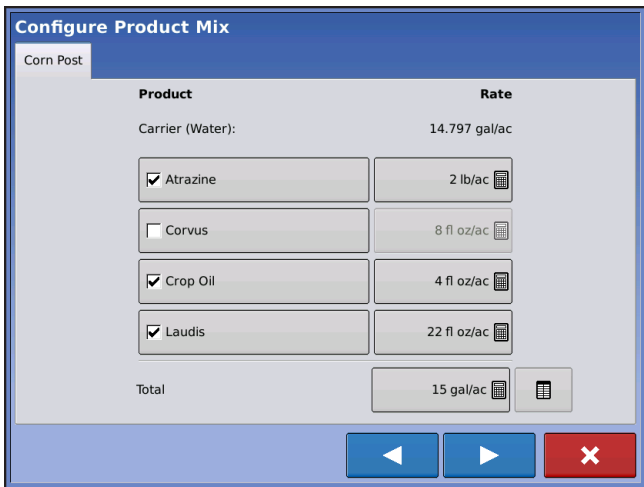 Configure Product Mix
Corn Post
Product Rate
Carrier (Water): 14.797 gal/ac
Atrazine 2 lb/ac
Corvus 8 fl oz/ac
Crop Oil 4 fl oz/ac
Laudis 22 fl oz/ac
Total 15 gal/ac